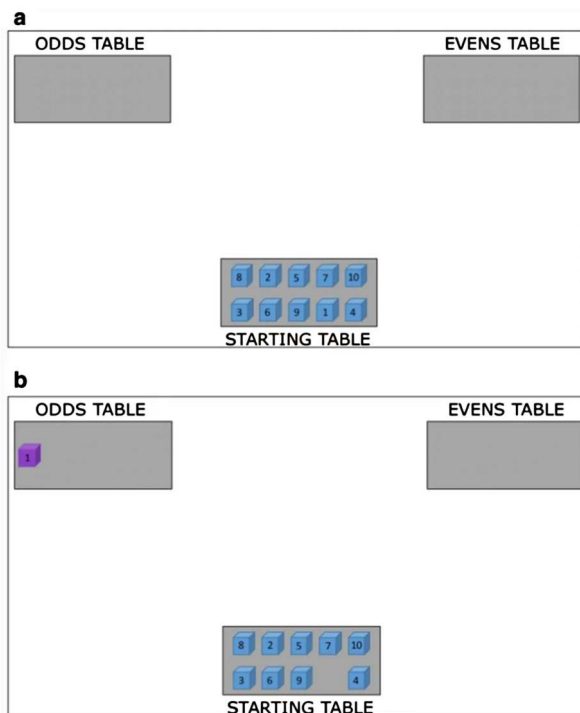 a
ODDS TABLE EVENS TABLE
8 2 5 7 10
3 6 9 1 4
STARTING TABLE
b
ODDS TABLE EVENS TABLE
1
8 2 5 7 10
3 6 9 4
STARTING TABLE